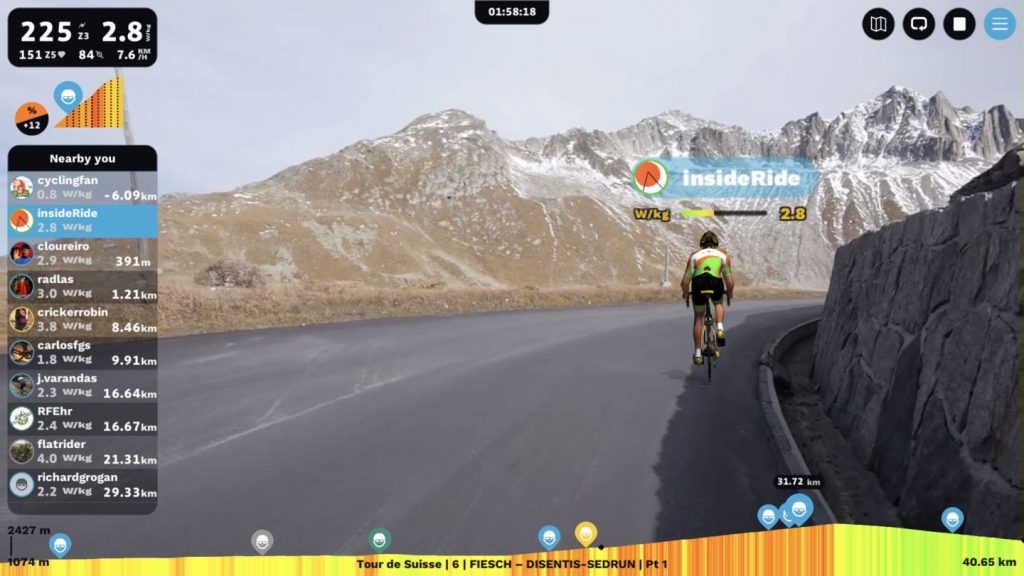 01:58:18
225 Z3 2.8 Pw/KG
151 Z5 84 7.6 KM/H
%
+12
Nearby you
cyclingfan
0.8 W/kg -6.09km
insideRide
2.8 W/kg
cloureiro
2.9 W/kg 391m
radlas
3.0 W/kg 1.21km
crickerrobin
3.8 W/kg 8.46km
carlosfgs
1.8 W/kg 9.91km
j.varandas
2.3 W/kg 16.64km
RFEhr
2.4 W/kg 16.67km
flatrider
4.0 W/kg 21.31km
richardgrogan
2.2 W/kg 29.33km
insideRide
W/kg 2.8
31.72 km
2427 m
1074 m
Tour de Suisse | 6 | FIESCH – DISENTIS-SEDRUN | Pt 1
40.65 km